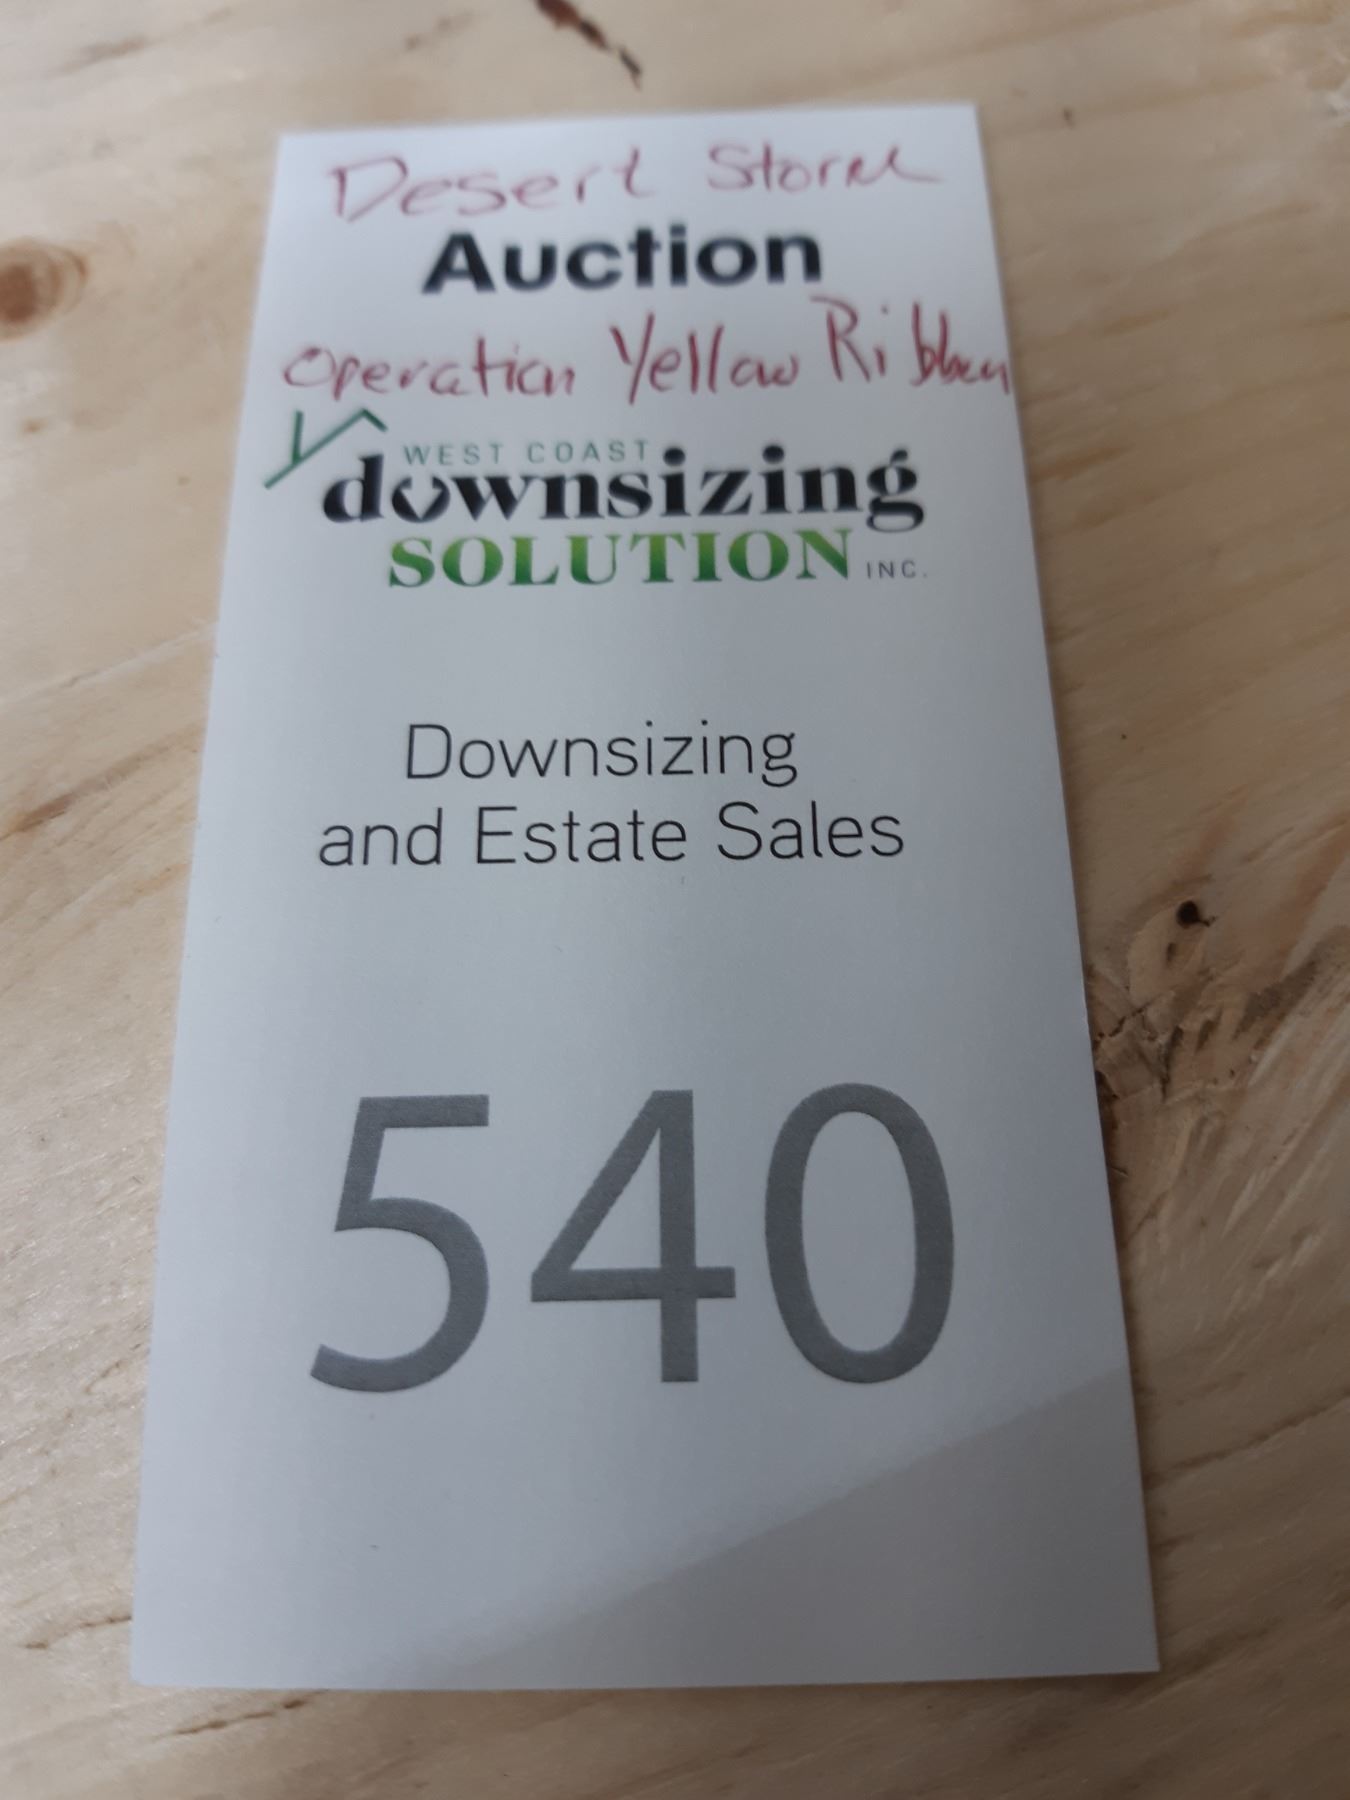 Desert Storm
Auction
Operation Yellow Ribbon
WEST COAST
downsizing
SOLUTION INC.
Downsizing
and Estate Sales
540